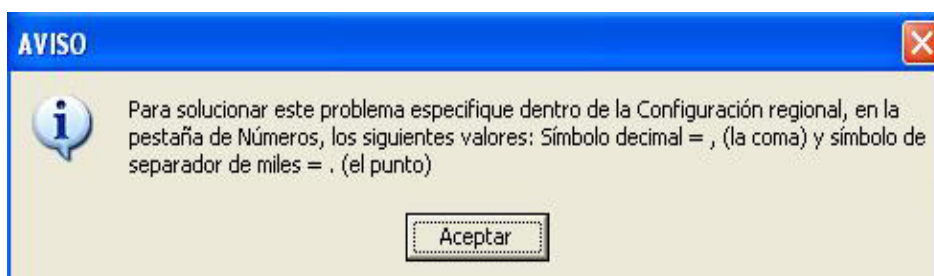 AVISO
Para solucionar este problema especifique dentro de la Configuración regional, en la
pestaña de Números, los siguientes valores: Símbolo decimal = , (la coma) y símbolo de
separador de miles = . (el punto)
Aceptar